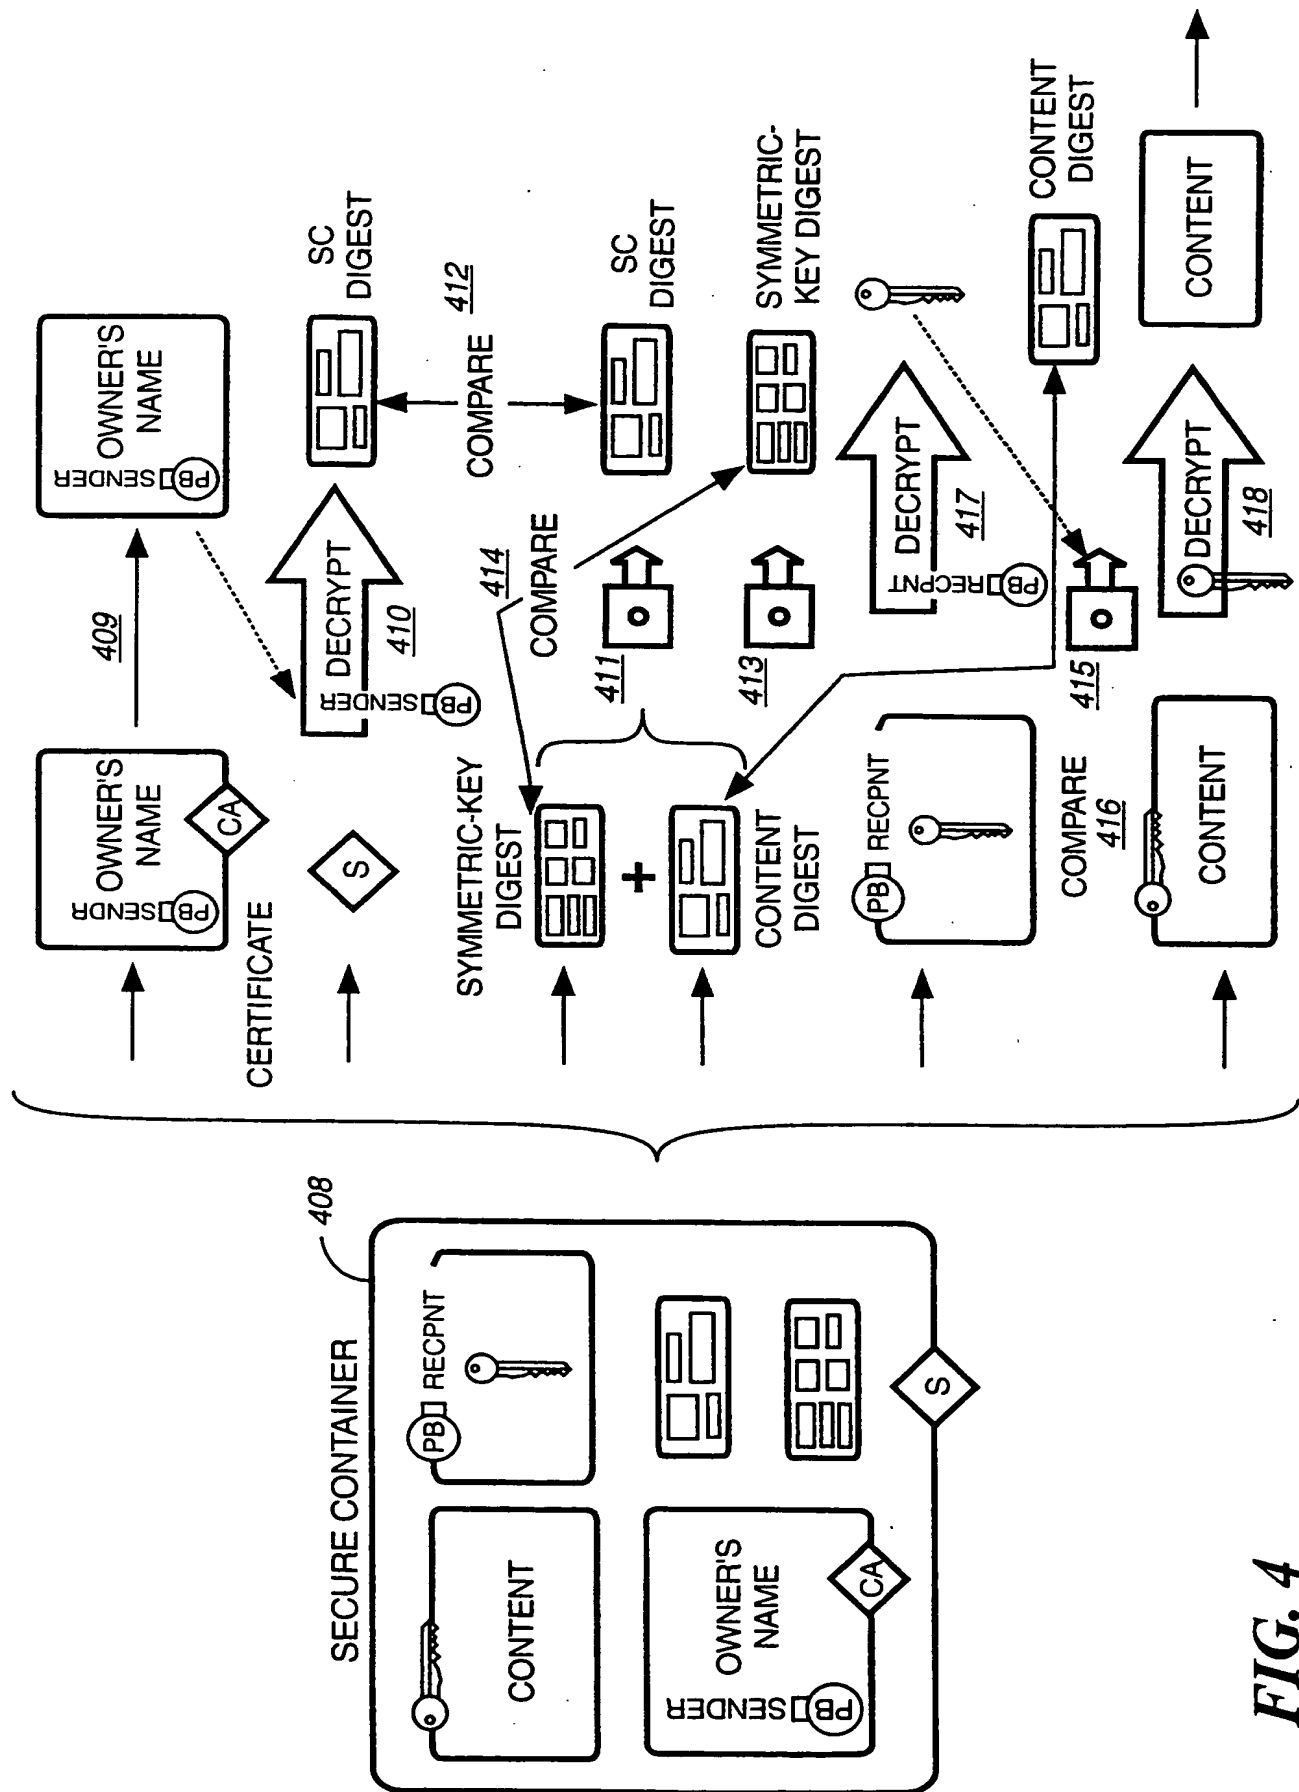 SECURE CONTAINER
408
CONTENT
PB RECPNT
SENDER
PB
OWNER'S
NAME
CA
S
SENDR
PB
OWNER'S
NAME
CA
CERTIFICATE
409
SENDER
PB
OWNER'S
NAME
S
DECRYPT
SENDER
PB
410
SC
DIGEST
COMPARE
412
SYMMETRIC-KEY
DIGEST
+
CONTENT
DIGEST
414
COMPARE
411
SC
DIGEST
413
SYMMETRIC-
KEY DIGEST
PB RECPNT
DECRYPT
RECPNT
PB
417
COMPARE
416
415
CONTENT
DIGEST
CONTENT
DECRYPT
418
CONTENT
FIG. 4